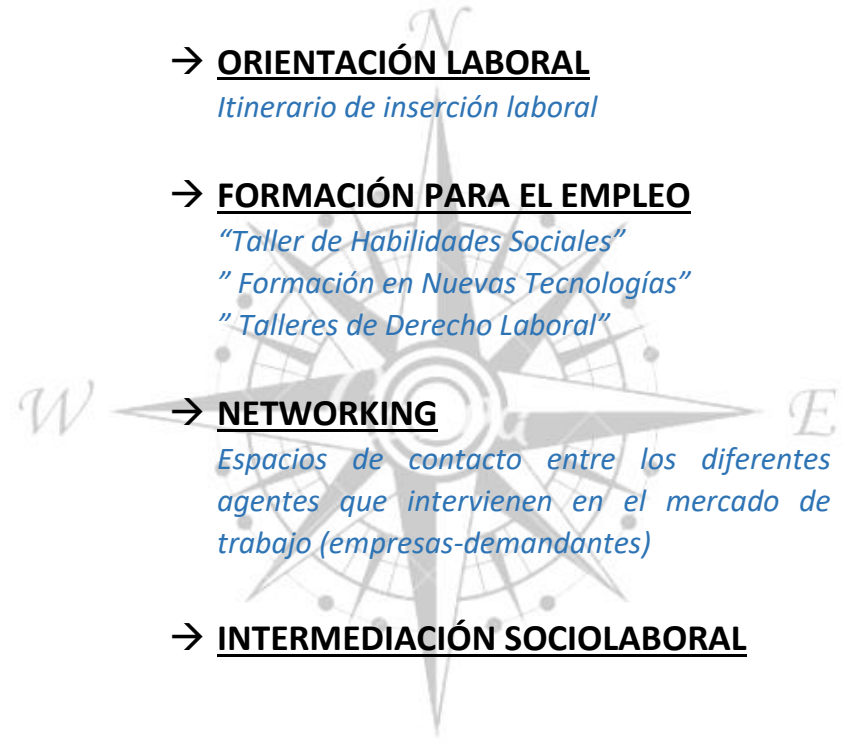 N
→ ORIENTACIÓN LABORAL
Itinerario de inserción laboral
→ FORMACIÓN PARA EL EMPLEO
“Taller de Habilidades Sociales”
” Formación en Nuevas Tecnologías”
” Talleres de Derecho Laboral”
W E
→ NETWORKING
Espacios de contacto entre los diferentes
agentes que intervienen en el mercado de
trabajo (empresas-demandantes)
→ INTERMEDIACIÓN SOCIOLABORAL